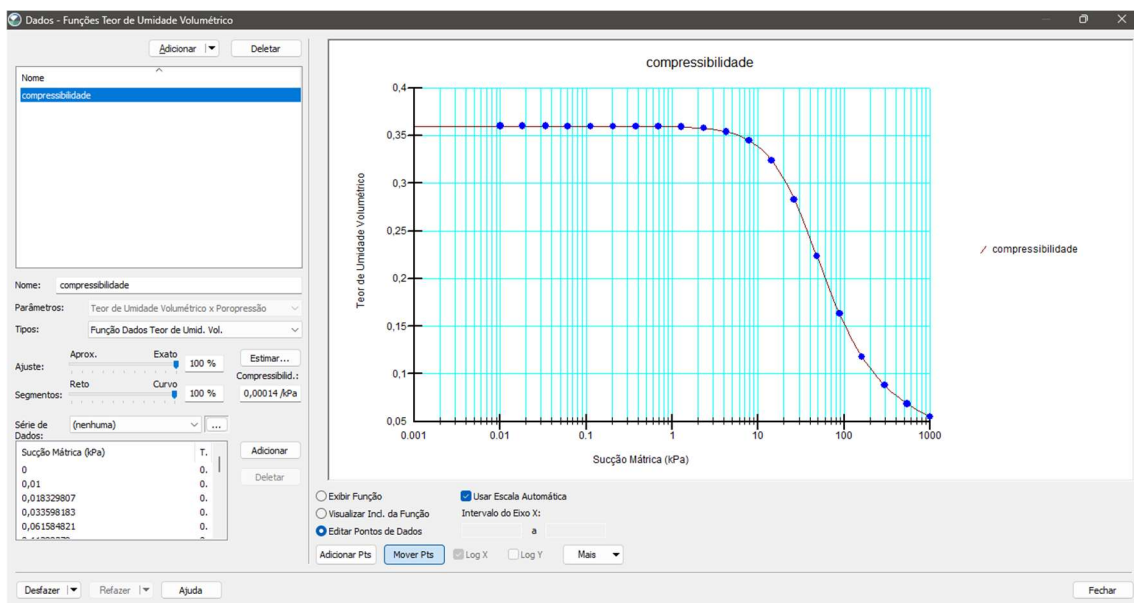 Dados - Funções Teor de Umidade Volumétrico
Adicionar
Deletar
Nome
compressibilidade
Nome: compressibilidade
Parâmetros: Teor de Umidade Volumétrico x Poropressão
Tipos: Função Dados Teor de Umid. Vol.
Aprox. Exato
Ajuste: 100 % Estimar...
Reto Curvo Compressibilid.:
Segmentos: 100 % 0,00014 /kPa
Série de Dados: (nenhuma) ...
Sucção Mátrica (kPa) T.
0 0.
0,01 0.
0,018329807 0.
0,033598183 0.
0,061584821 0.
Adicionar
Deletar
compressibilidade
0,4
0,35
0,3
0,25
0,2
0,15
0,1
0,05
Teor de Umidade Volumétrico
0.001 0.01 0.1 1 10 100 1000
Sucção Mátrica (kPa)
compressibilidade
Exibir Função
Visualizar Incl. da Função
Editar Pontos de Dados
Usar Escala Automática
Intervalo do Eixo X:
a
Adicionar Pts Mover Pts Log X Log Y Mais
Desfazer Refazer Ajuda Fechar